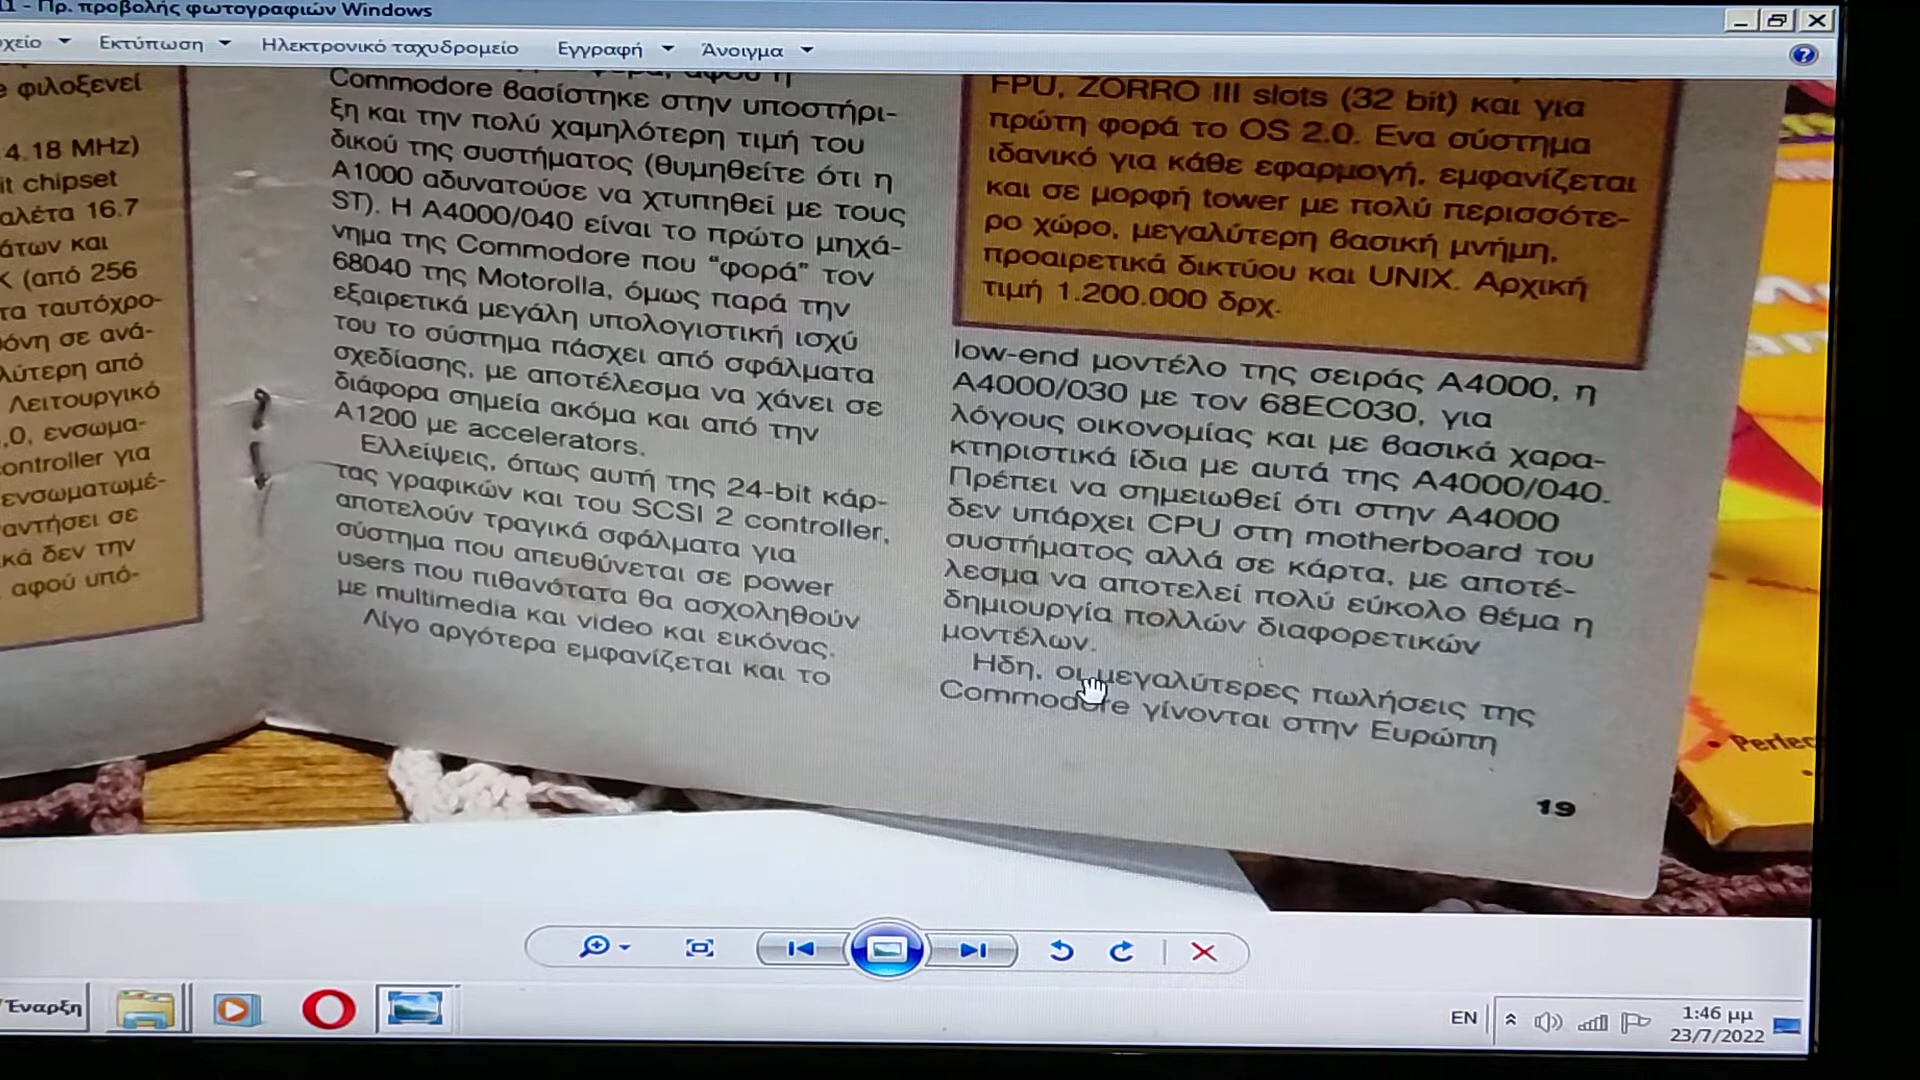 11 - Πρ. προβολής φωτογραφιών Windows
Εκτύπωση
Ηλεκτρονικό ταχυδρομείο
Εγγραφή
Άνοιγμα
φιλοξενεί
4.18 MHz)
chipset
16.7
και
(από 256
τα ταυτόχρο-
σε ανά-
από
Λειτουργικό
,0, ενσωμα-
για
ενσωματωμέ-
σε
δεν την
αφού υπό-
Commodore βασίστηκε στην υποστήρι-
ξη και την πολύ χαμηλότερη τιμή του
δικού της συστήματος (θυμηθείτε ότι η
A1000 αδυνατούσε να χτυπηθεί με τους
ST). Η A4000/040 είναι το πρώτο μηχά-
νημα της Commodore που “φορά” τον
68040 της Motorolla, όμως παρά την
εξαιρετικά μεγάλη υπολογιστική ισχύ
του το σύστημα πάσχει από σφάλματα
σχεδίασης, με αποτέλεσμα να χάνει σε
διάφορα σημεία ακόμα και από την
A1200 με accelerators.
Ελλείψεις, όπως αυτή της 24-bit κάρ-
τας γραφικών και του SCSI 2 controller,
αποτελούν τραγικά σφάλματα για
σύστημα που απευθύνεται σε power
users που πιθανότατα θα ασχοληθούν
με multimedia και video και εικόνας.
Λίγο αργότερα εμφανίζεται και το
FPU, ZORRO III slots (32 bit) και για
πρώτη φορά το OS 2.0. Ενα σύστημα
ιδανικό για κάθε εφαρμογή, εμφανίζεται
και σε μορφή tower με πολύ περισσότε-
ρο χώρο, μεγαλύτερη βασική μνήμη,
προαιρετικά δικτύου και UNIX. Αρχική
τιμή 1.200.000 δρχ.
low-end μοντέλο της σειράς A4000, η
A4000/030 με τον 68EC030, για
λόγους οικονομίας και με βασικά χαρα-
κτηριστικά ίδια με αυτά της A4000/040.
Πρέπει να σημειωθεί ότι στην A4000
δεν υπάρχει CPU στη motherboard του
συστήματος αλλά σε κάρτα, με αποτέ-
λεσμα να αποτελεί πολύ εύκολο θέμα η
δημιουργία πολλών διαφορετικών
μοντέλων.
Ηδη, οι μεγαλύτερες πωλήσεις της
Commodore γίνονται στην Ευρώπη
19
Έναρξη
EN
1:46 μμ
23/7/2022